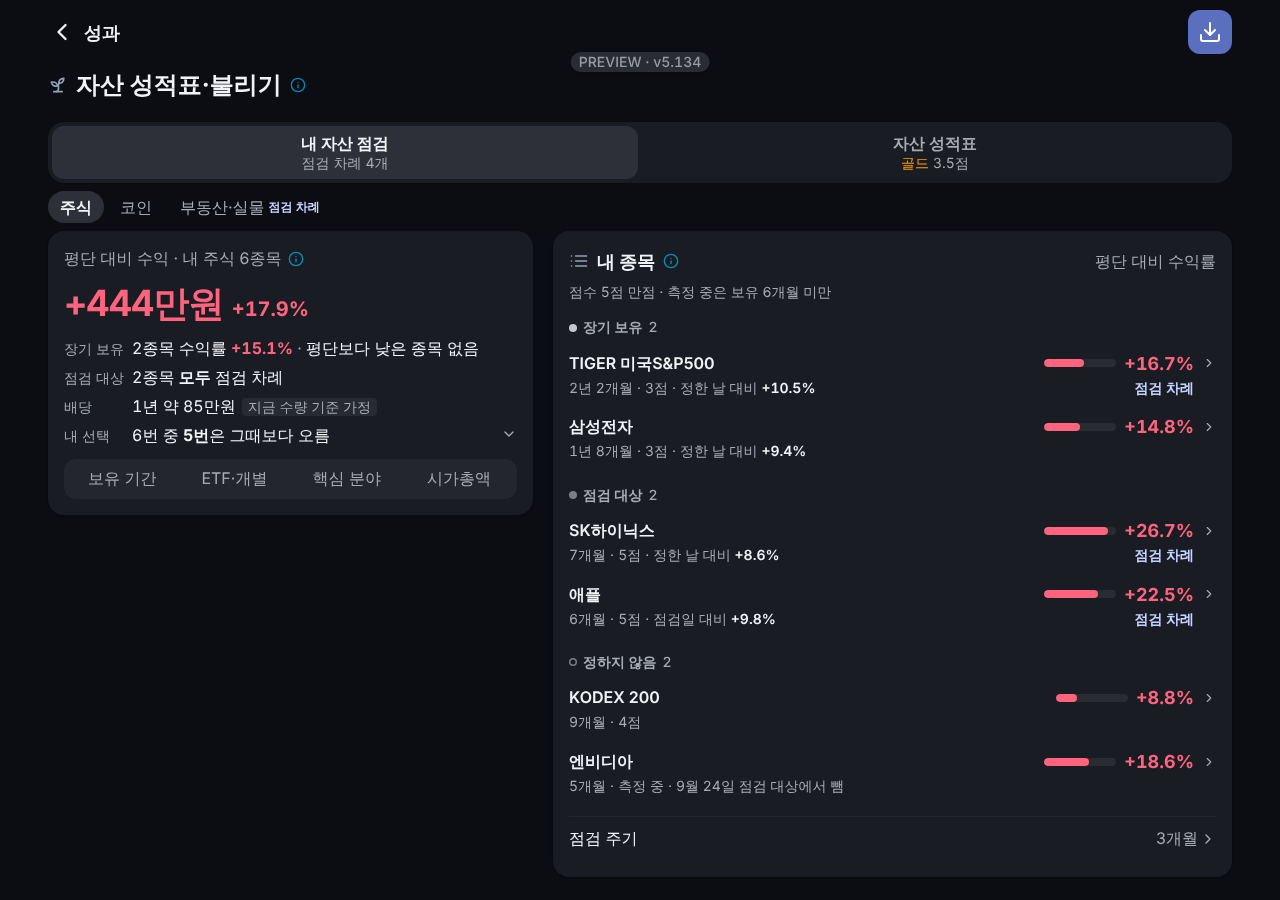 성과
PREVIEW · v5.134
자산 성적표·불리기
내 자산 점검
점검 차례 4개
자산 성적표
골드 3.5점
주식
코인
부동산·실물 점검 차례
평단 대비 수익 · 내 주식 6종목
+444만원 +17.9%
장기 보유 2종목 수익률 +15.1% · 평단보다 낮은 종목 없음
점검 대상 2종목 모두 점검 차례
배당 1년 약 85만원 지금 수량 기준 가정
내 선택 6번 중 5번은 그때보다 오름
보유 기간 ETF·개별 핵심 분야 시가총액
내 종목 평단 대비 수익률
점수 5점 만점 · 측정 중은 보유 6개월 미만
장기 보유 2
TIGER 미국S&P500 +16.7%
2년 2개월 · 3점 · 정한 날 대비 +10.5% 점검 차례
삼성전자 +14.8%
1년 8개월 · 3점 · 정한 날 대비 +9.4%
점검 대상 2
SK하이닉스 +26.7%
7개월 · 5점 · 정한 날 대비 +8.6% 점검 차례
애플 +22.5%
6개월 · 5점 · 점검일 대비 +9.8% 점검 차례
정하지 않음 2
KODEX 200 +8.8%
9개월 · 4점
엔비디아 +18.6%
5개월 · 측정 중 · 9월 24일 점검 대상에서 뺌
점검 주기 3개월